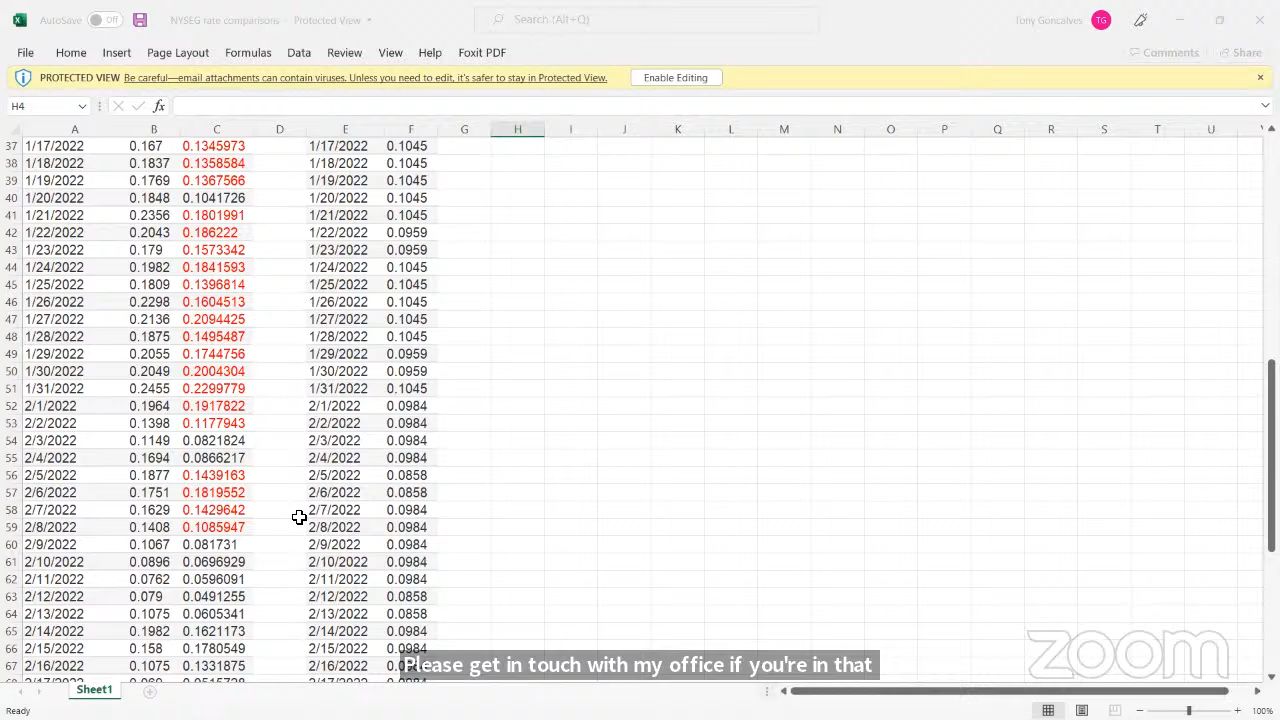 AutoSave Off NYSEG rate comparisons - Protected View Search (Alt+Q) Tony Goncalves TG
File Home Insert Page Layout Formulas Data Review View Help Foxit PDF Comments Share
PROTECTED VIEW Be careful—email attachments can contain viruses. Unless you need to edit, it's safer to stay in Protected View. Enable Editing
H4 fx
A B C D E F G H I J K L M N O P Q R S T U
37 1/17/2022 0.167 0.1345973 1/17/2022 0.1045
38 1/18/2022 0.1837 0.1358584 1/18/2022 0.1045
39 1/19/2022 0.1769 0.1367566 1/19/2022 0.1045
40 1/20/2022 0.1848 0.1041726 1/20/2022 0.1045
41 1/21/2022 0.2356 0.1801991 1/21/2022 0.1045
42 1/22/2022 0.2043 0.186222 1/22/2022 0.0959
43 1/23/2022 0.179 0.1573342 1/23/2022 0.0959
44 1/24/2022 0.1982 0.1841593 1/24/2022 0.1045
45 1/25/2022 0.1809 0.1396814 1/25/2022 0.1045
46 1/26/2022 0.2298 0.1604513 1/26/2022 0.1045
47 1/27/2022 0.2136 0.2094425 1/27/2022 0.1045
48 1/28/2022 0.1875 0.1495487 1/28/2022 0.1045
49 1/29/2022 0.2055 0.1744756 1/29/2022 0.0959
50 1/30/2022 0.2049 0.2004304 1/30/2022 0.0959
51 1/31/2022 0.2455 0.2299779 1/31/2022 0.1045
52 2/1/2022 0.1964 0.1917822 2/1/2022 0.0984
53 2/2/2022 0.1398 0.1177943 2/2/2022 0.0984
54 2/3/2022 0.1149 0.0821824 2/3/2022 0.0984
55 2/4/2022 0.1694 0.0866217 2/4/2022 0.0984
56 2/5/2022 0.1877 0.1439163 2/5/2022 0.0858
57 2/6/2022 0.1751 0.1819552 2/6/2022 0.0858
58 2/7/2022 0.1629 0.1429642 2/7/2022 0.0984
59 2/8/2022 0.1408 0.1085947 2/8/2022 0.0984
60 2/9/2022 0.1067 0.081731 2/9/2022 0.0984
61 2/10/2022 0.0896 0.0696929 2/10/2022 0.0984
62 2/11/2022 0.0762 0.0596091 2/11/2022 0.0984
63 2/12/2022 0.079 0.0491255 2/12/2022 0.0858
64 2/13/2022 0.1075 0.0605341 2/13/2022 0.0858
65 2/14/2022 0.1982 0.1621173 2/14/2022 0.0984
66 2/15/2022 0.158 0.1780549 2/15/2022
67 2/16/2022 0.1075 0.1331875 2/16/2022
Please get in touch with my office if you're in that
zoom
Sheet1
Ready 100%